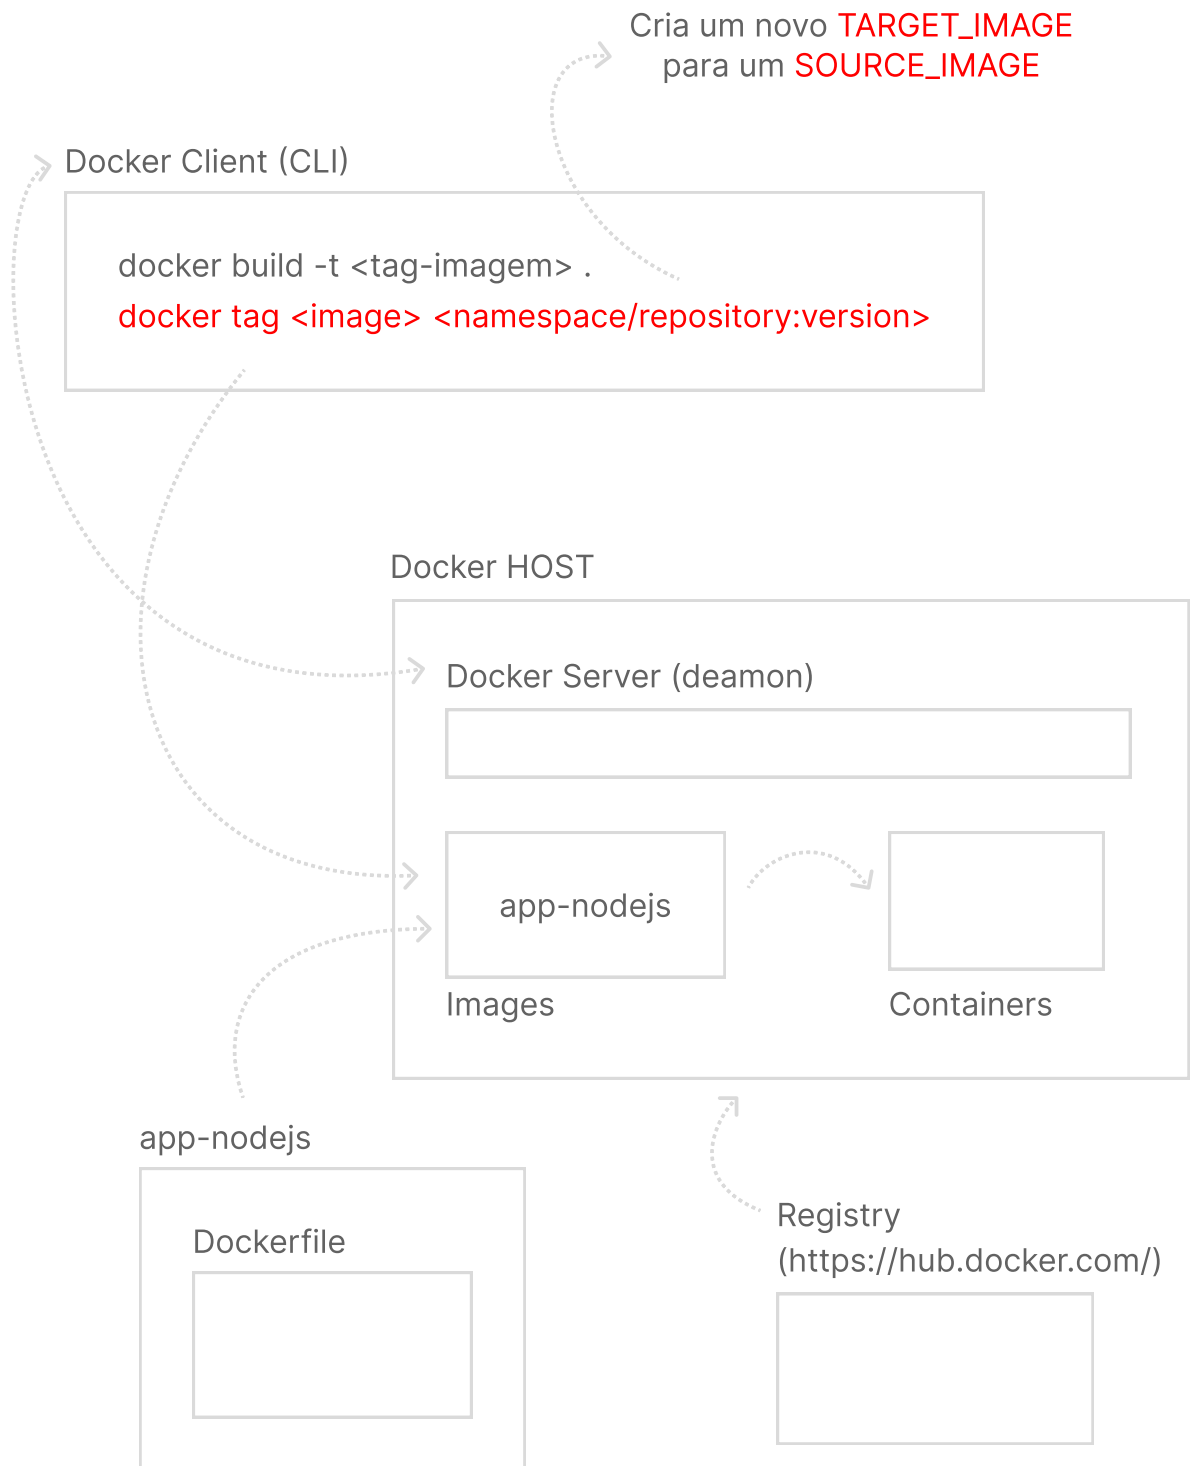 Cria um novo TARGET_IMAGE
para um SOURCE_IMAGE
Docker Client (CLI)
docker build -t <tag-imagem> .
docker tag <image> <namespace/repository:version>
Docker HOST
Docker Server (deamon)
app-nodejs
Images
Containers
app-nodejs
Dockerfile
Registry
(https://hub.docker.com/)